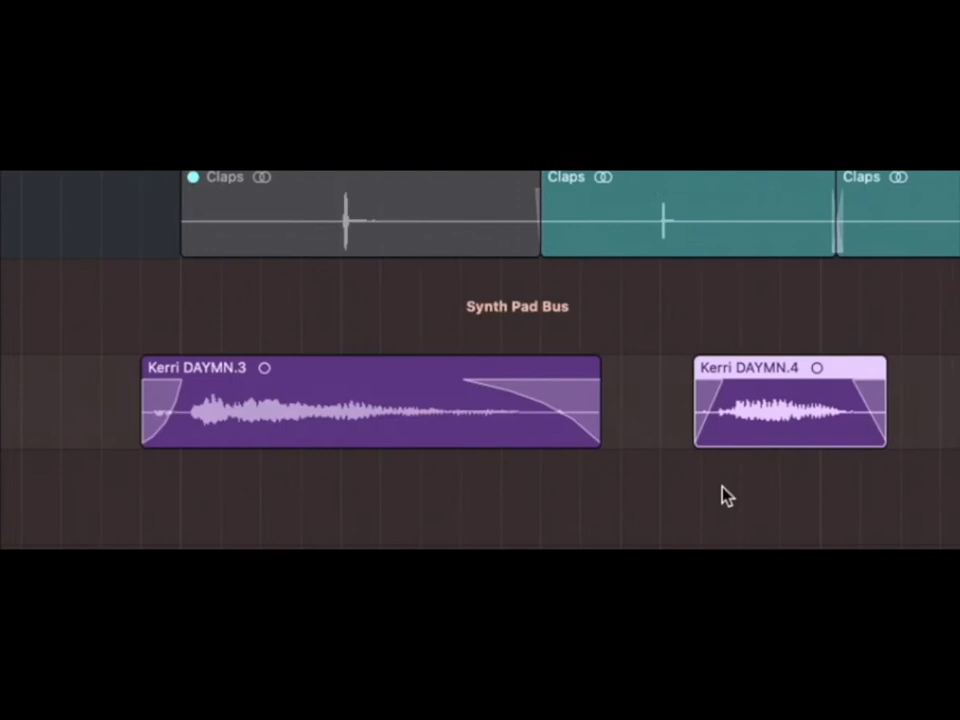 Claps
Claps
Claps
Synth Pad Bus
Kerri DAYMN.3
Kerri DAYMN.4